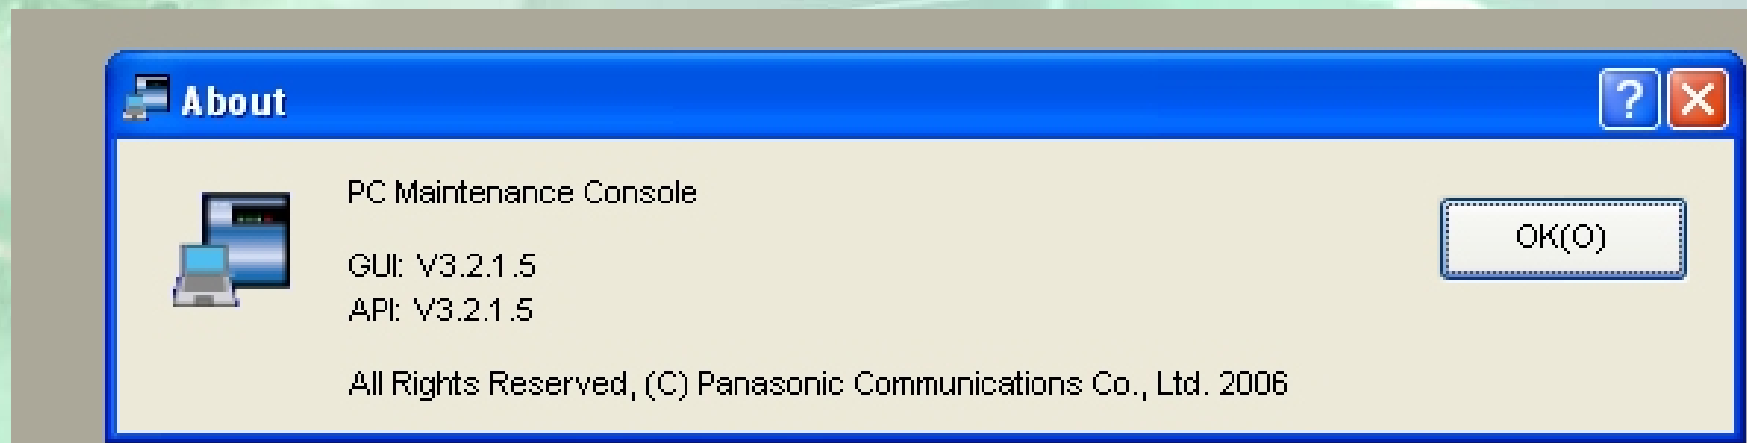 About
?
PC Maintenance Console
OK(O)
GUI: V3.2.1.5
API: V3.2.1.5
All Rights Reserved, (C) Panasonic Communications Co., Ltd. 2006